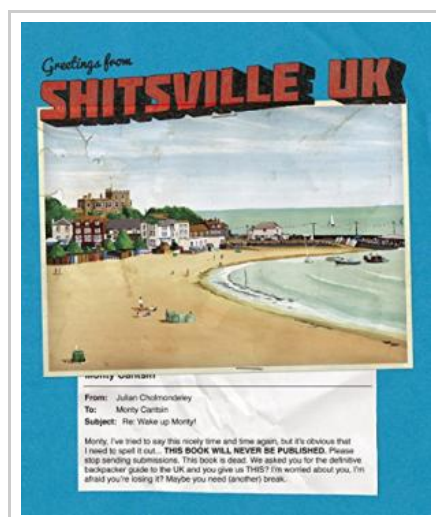 Greetings from
SHITSVILLE UK
Monty Cantsin
From: Julian Cholmondeley
To: Monty Cantsin
Subject: Re: Wake up Monty!
Monty, I've tried to say this nicely time and time again, but it's obvious that
I need to spell it out... THIS BOOK WILL NEVER BE PUBLISHED. Please
stop sending submissions. This book is dead. We asked you for the definitive
backpacker guide to the UK and you give us THIS? I'm worried about you, I'm
afraid you're losing it? Maybe you need (another) break.